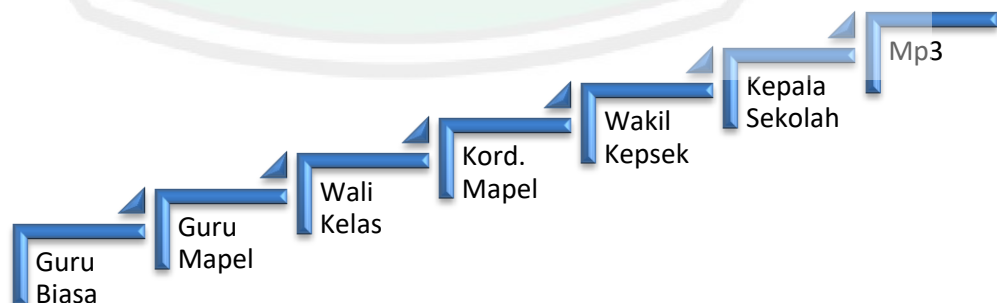 Guru
Biasa
Guru
Mapel
Wali
Kelas
Kord.
Mapel
Wakil
Kepsek
Kepala
Sekolah
Mp3